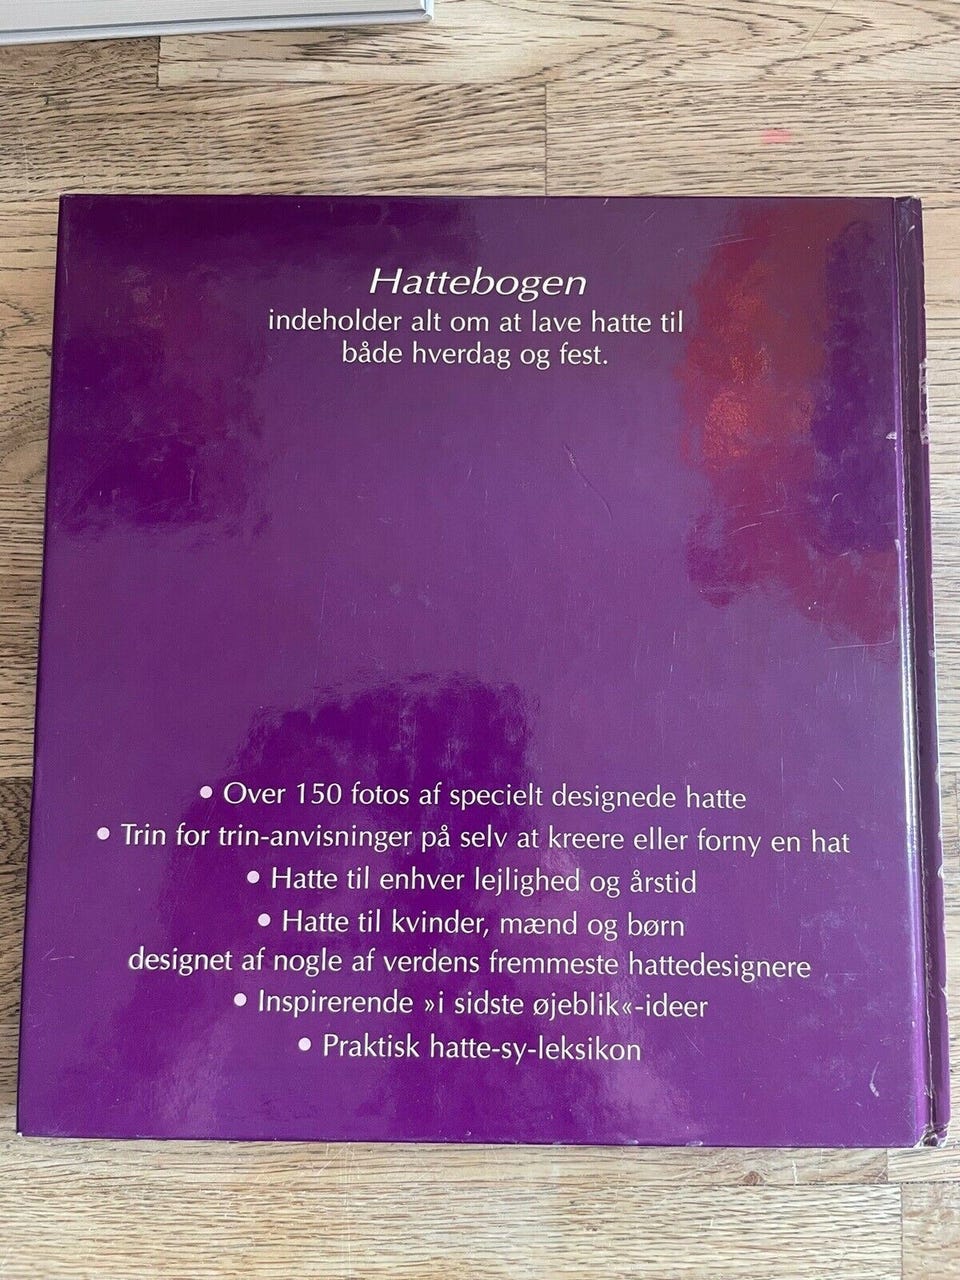 Hattebogen
indeholder alt om at lave hatte til
både hverdag og fest.
• Over 150 fotos af specielt designede hatte
• Trin for trin-anvisninger på selv at kreere eller forny en hat
• Hatte til enhver lejlighed og årstid
• Hatte til kvinder, mænd og børn
designet af nogle af verdens fremmeste hattedesignere
• Inspirerende »i sidste øjeblik«-ideer
• Praktisk hatte-sy-leksikon